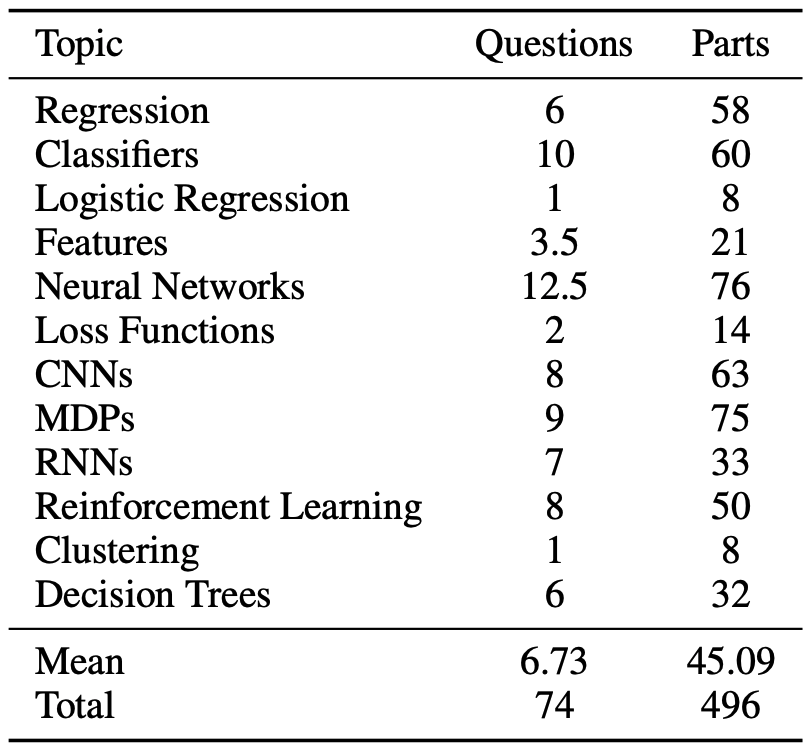 Topic Questions Parts
Regression 6 58
Classifiers 10 60
Logistic Regression 1 8
Features 3.5 21
Neural Networks 12.5 76
Loss Functions 2 14
CNNs 8 63
MDPs 9 75
RNNs 7 33
Reinforcement Learning 8 50
Clustering 1 8
Decision Trees 6 32
Mean 6.73 45.09
Total 74 496